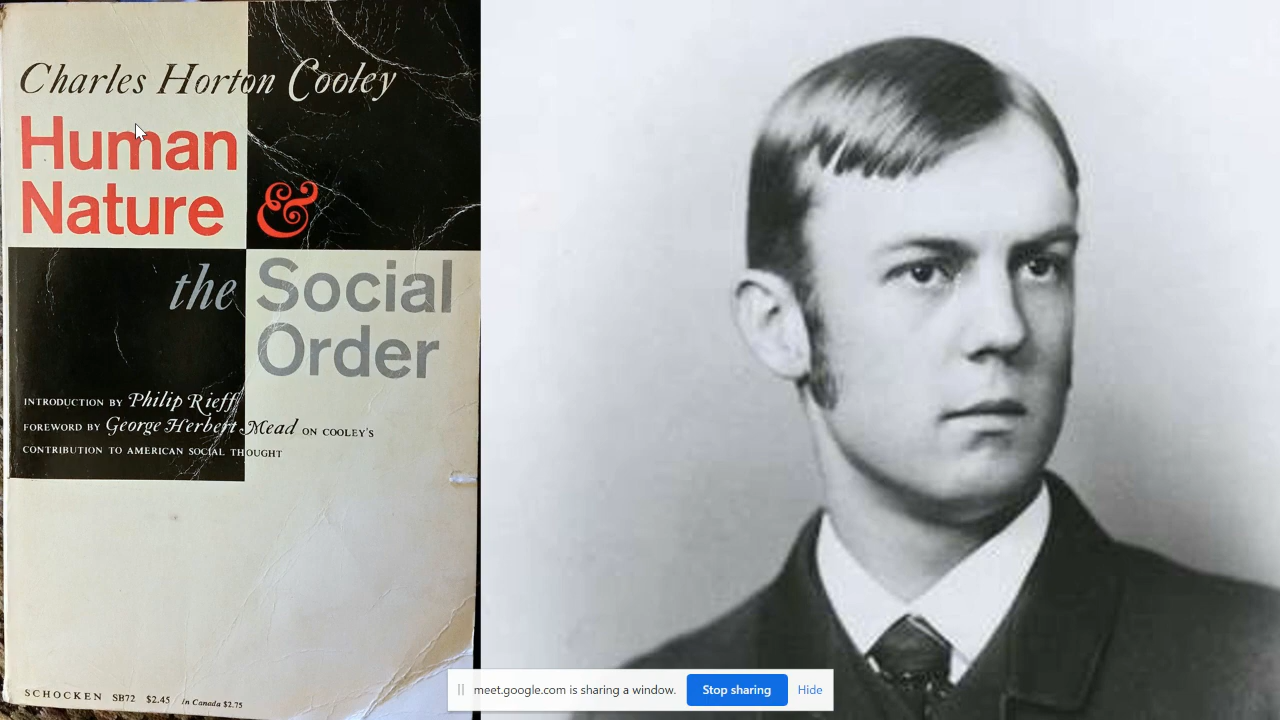 Charles Horton Cooley
Human
Nature &
the Social
Order
INTRODUCTION BY Philip Rieff
FOREWORD BY George Herbert Mead ON COOLEY'S
CONTRIBUTION TO AMERICAN SOCIAL THOUGHT
SCHOCKEN SB72 $2.45 In Canada $2.75
meet.google.com is sharing a window. Stop sharing Hide